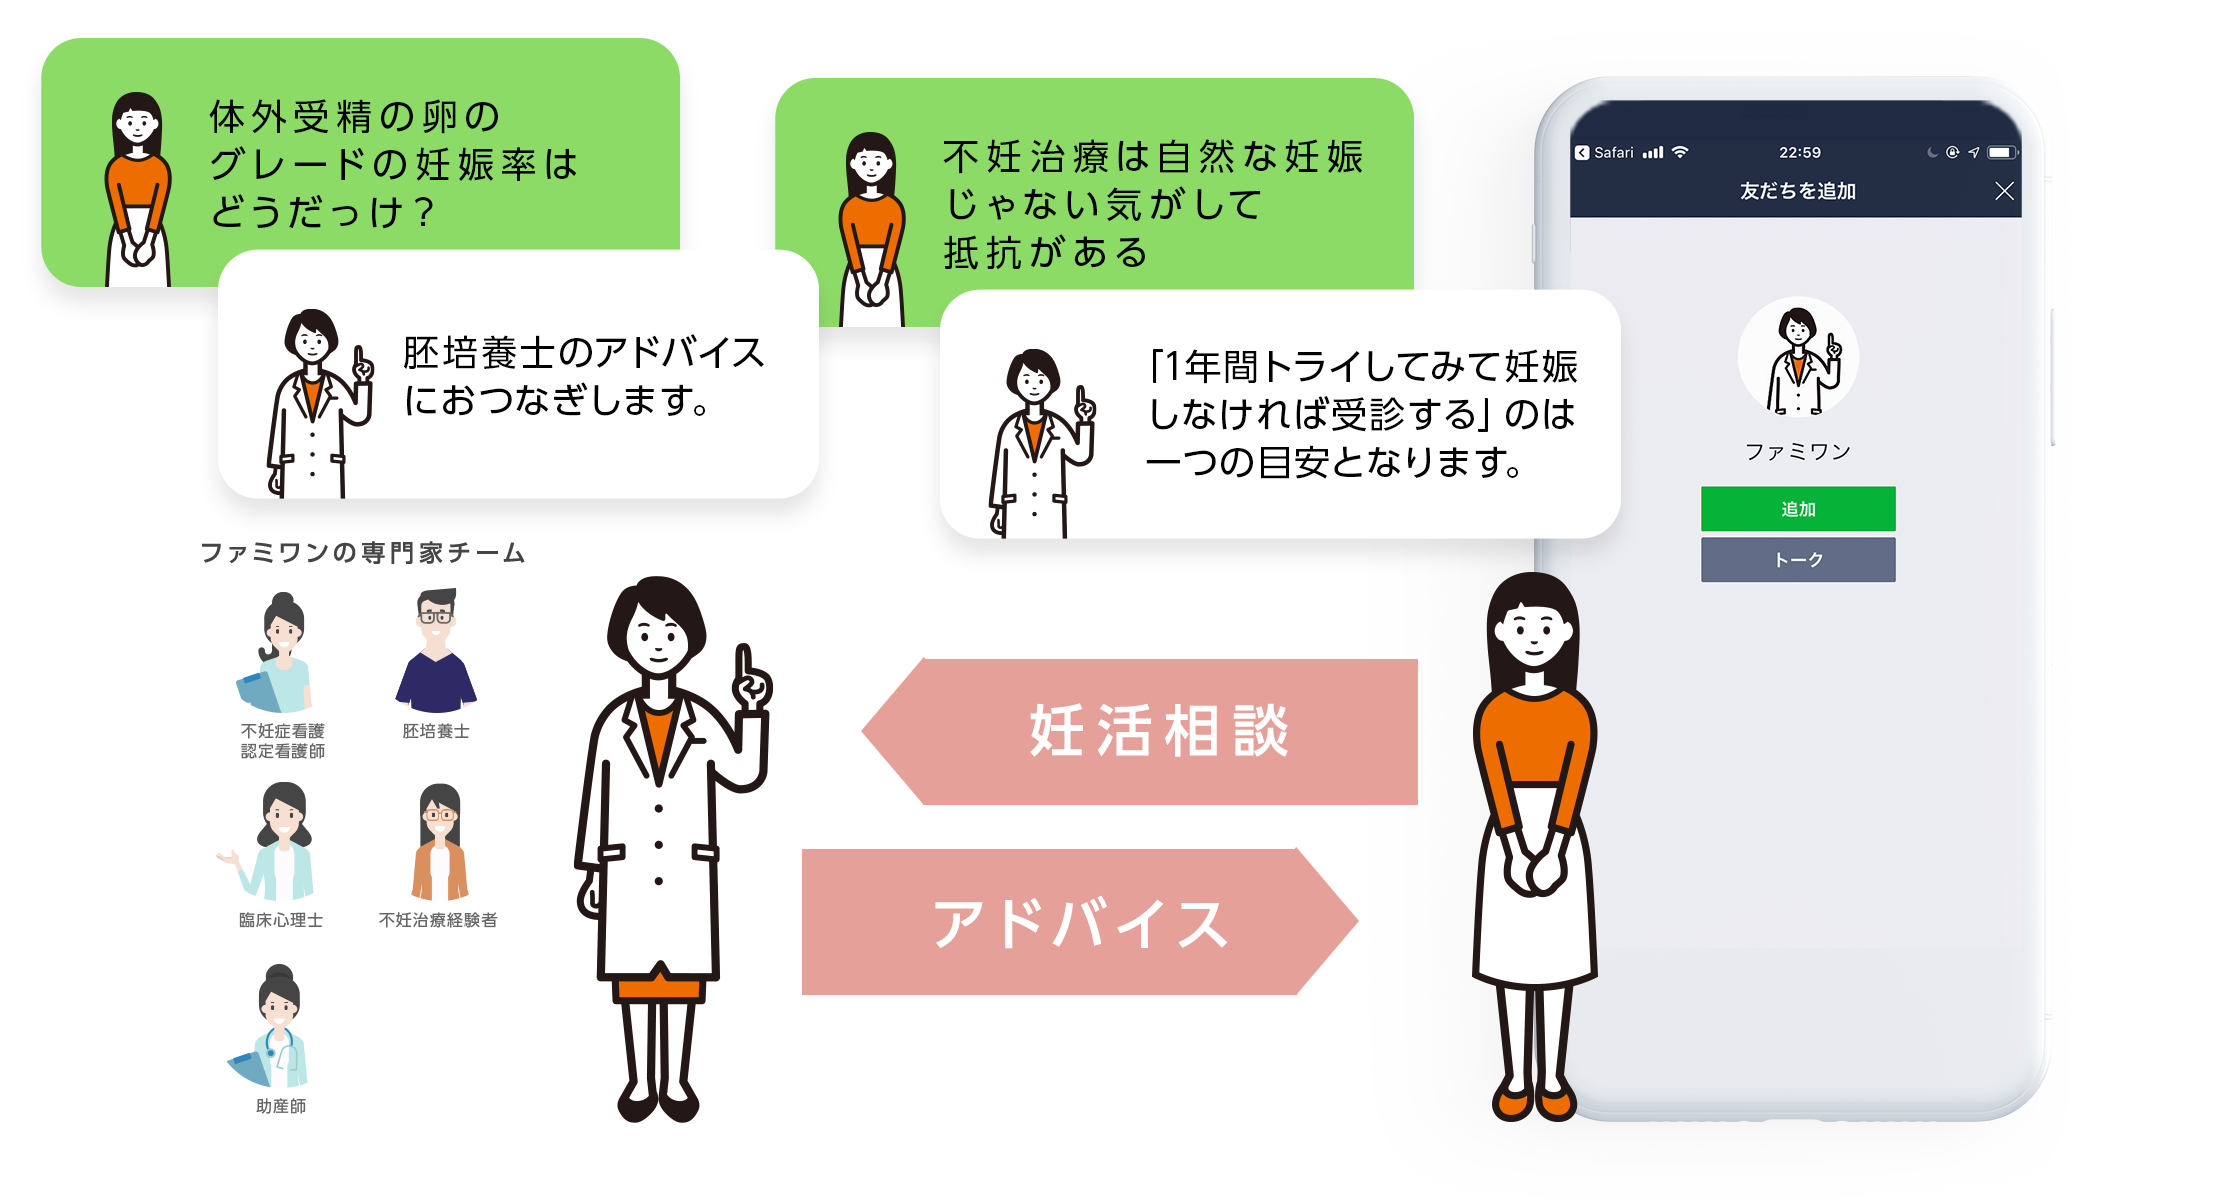 体外受精の卵の
グレードの妊娠率は
どうだっけ？
胚培養士のアドバイス
におつなぎします。
不妊治療は自然な妊娠
じゃない気がして
抵抗がある
「1年間トライしてみて妊娠
しなければ受診する」のは
一つの目安となります。
Safari
22:59
友だちを追加
ファミワン
追加
トーク
ファミワンの専門家チーム
不妊症看護
認定看護師
胚培養士
臨床心理士
不妊治療経験者
助産師
妊活相談
アドバイス